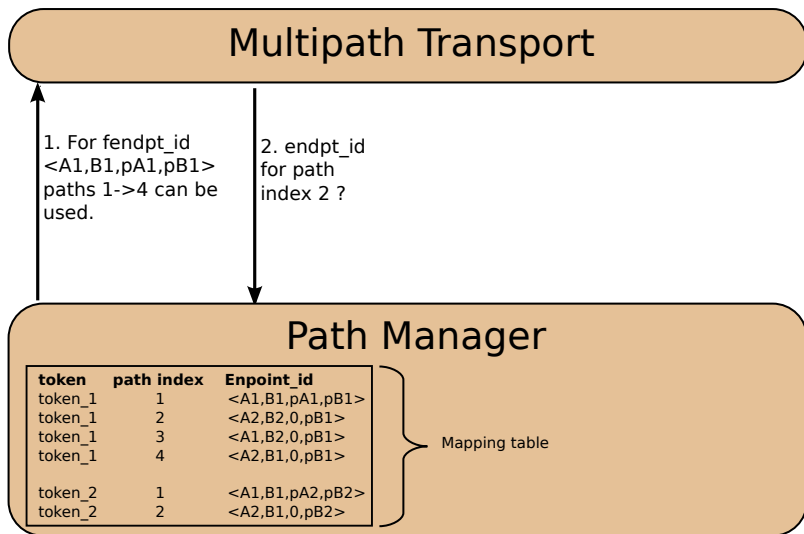 Multipath Transport
1. For fendpt_id
<A1,B1,pA1,pB1>
paths 1->4 can be
used.
2. endpt_id
for path
index 2 ?
Path Manager
token path index Enpoint_id
token_1 1 <A1,B1,pA1,pB1>
token_1 2 <A2,B2,0,pB1>
token_1 3 <A1,B2,0,pB1>
token_1 4 <A2,B1,0,pB1>
token_2 1 <A1,B1,pA2,pB2>
token_2 2 <A2,B1,0,pB2>
Mapping table